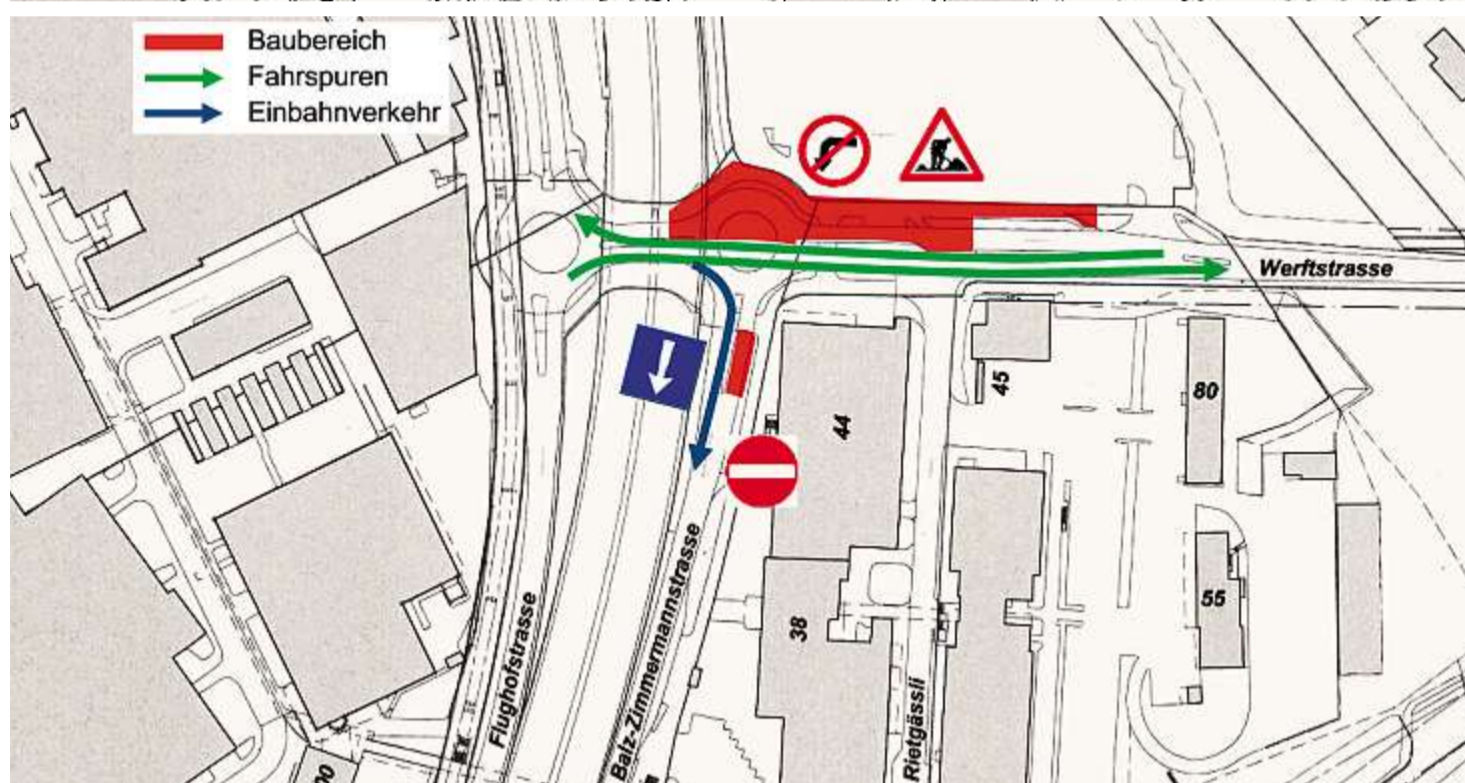 Baubereich
Fahrspuren
Einbahnverkehr
Werftstrasse
45
80
44
55
38
Flughofstrasse
Balz-Zimmermannstrasse
Rietgässli